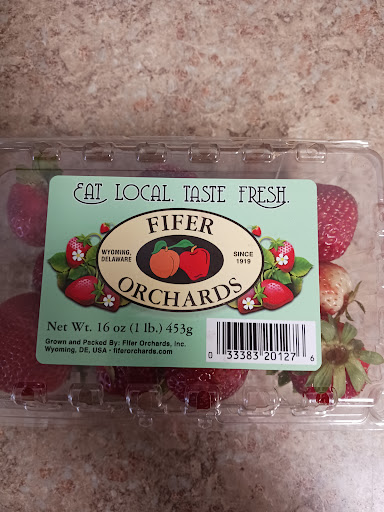 EAT LOCAL. TASTE FRESH.
FIFER
WYOMING, DELAWARE
SINCE 1919
ORCHARDS
Net Wt. 16 oz (1 lb.) 453g
Grown and Packed By: Fifer Orchards, Inc.
Wyoming, DE, USA - fiferorchards.com
0 33383 20127 6